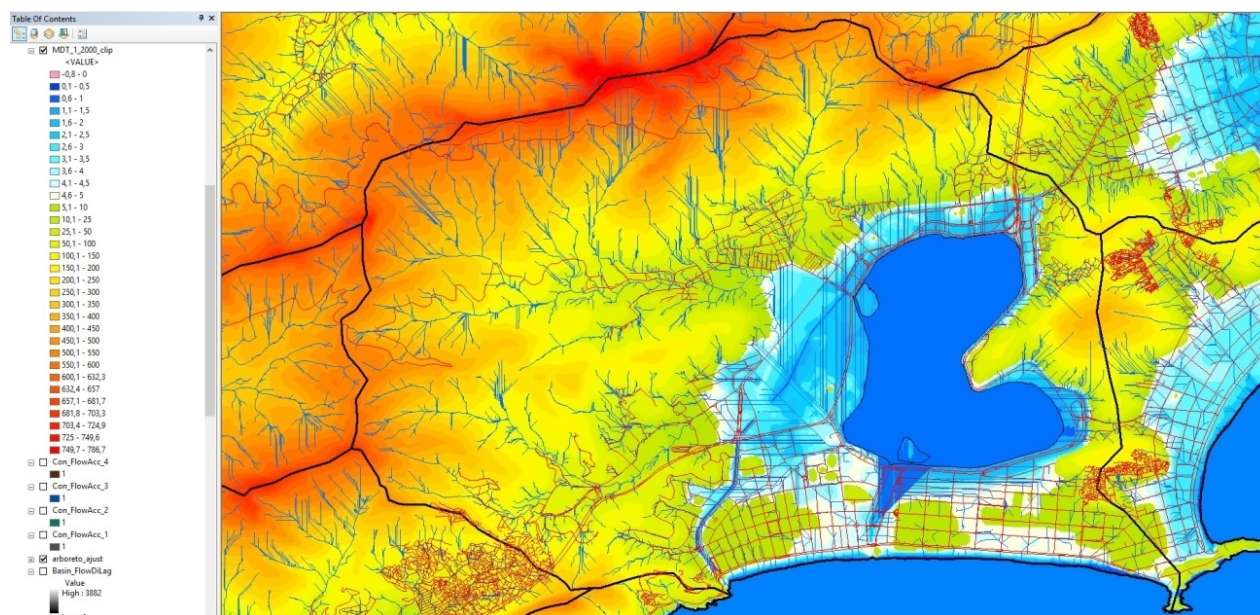 Table Of Contents
MDT_1_2000_clip
<VALUE>
-0,8 - 0
0,1 - 0,5
0,6 - 1
1,1 - 1,5
1,6 - 2
2,1 - 2,5
2,6 - 3
3,1 - 3,5
3,6 - 4
4,1 - 4,5
4,6 - 5
5,1 - 10
10,1 - 25
25,1 - 50
50,1 - 100
100,1 - 150
150,1 - 200
200,1 - 250
250,1 - 300
300,1 - 350
350,1 - 400
400,1 - 450
450,1 - 500
500,1 - 550
550,1 - 600
600,1 - 632,3
632,4 - 657
657,1 - 681,7
681,8 - 703,3
703,4 - 724,9
725 - 749,6
749,7 - 786,7
Con_FlowAcc_4
1
Con_FlowAcc_3
1
Con_FlowAcc_2
1
Con_FlowAcc_1
1
arboreto_ajust
Basin_FlowDiLag
Value
High : 3882